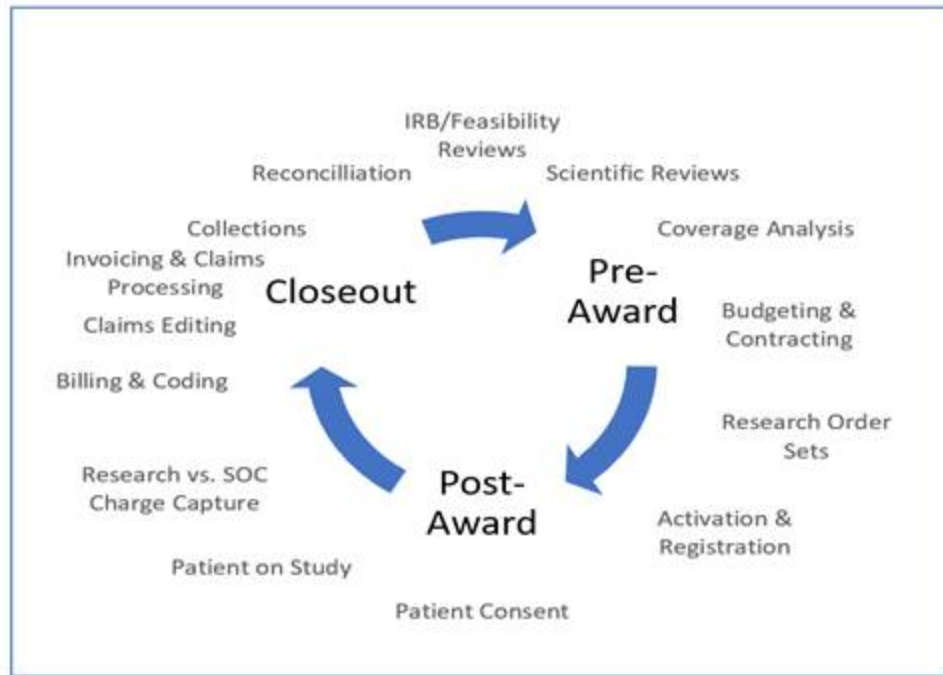 IRB/Feasibility
Reviews
Reconcilliation
Scientific Reviews
Collections
Coverage Analysis
Invoicing & Claims
Processing
Closeout
Pre-
Award
Claims Editing
Budgeting &
Contracting
Billing & Coding
Research Order
Sets
Research vs. SOC
Charge Capture
Post-
Award
Activation &
Registration
Patient on Study
Patient Consent